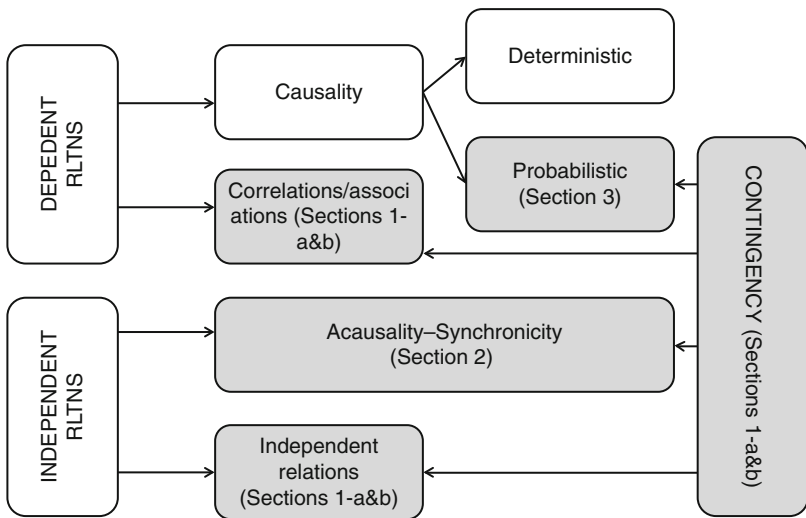 DEPEDENT
RLTNS
Causality
Deterministic
Probabilistic
(Section 3)
Correlations/associ
ations (Sections 1-
a&b)
INDEPENDENT
RLTNS
Acausality–Synchronicity
(Section 2)
Independent
relations
(Sections 1-a&b)
CONTINGENCY (Sections 1-a&b)